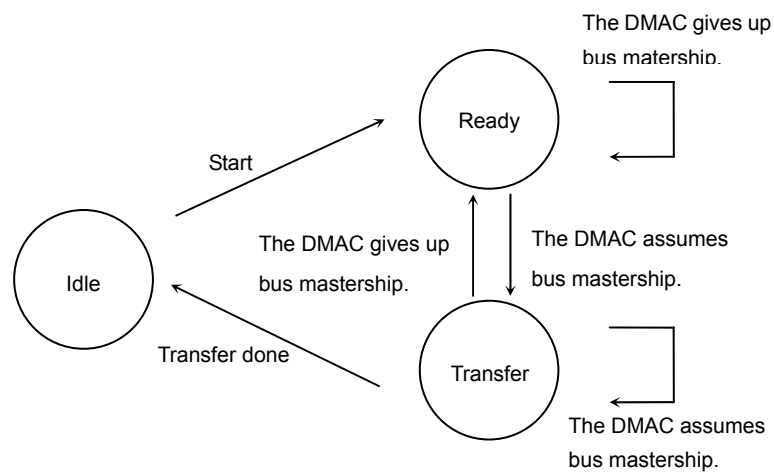 The DMAC gives up
bus matership.
Ready
Start
The DMAC gives up
bus mastership.
The DMAC assumes
bus mastership.
Idle
Transfer done
Transfer
The DMAC assumes
bus mastership.